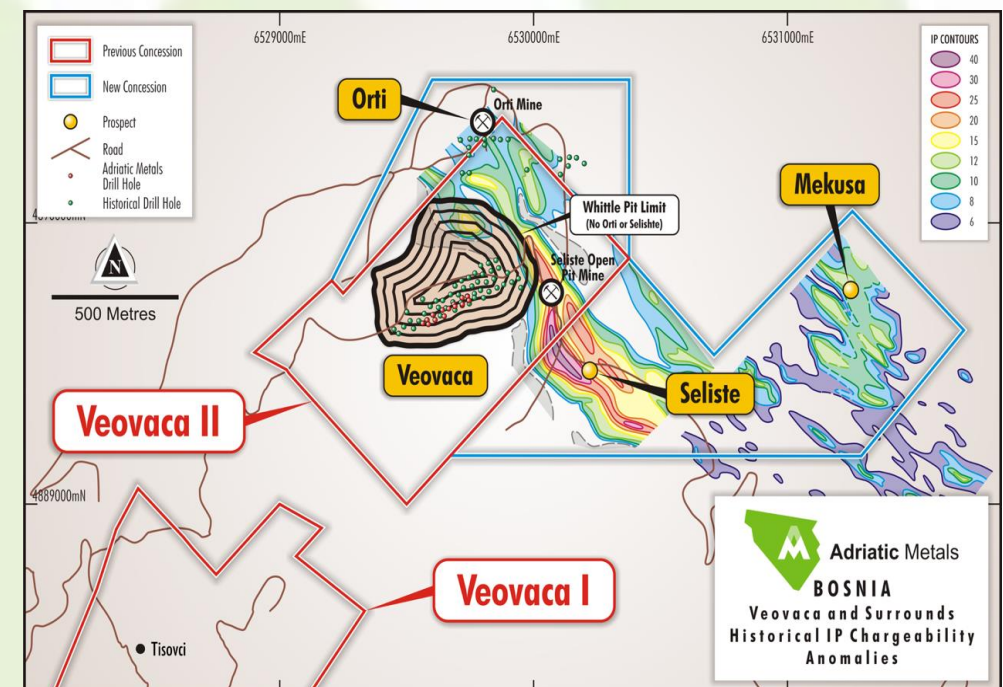 6529000mE
6530000mE
6531000mE
Previous Concession
New Concession
Prospect
Road
Adriatic Metals
Drill Hole
Historical Drill Hole
IP CONTOURS
40
30
25
20
15
12
10
8
6
Orti
Orti Mine
Mekusa
Whittle Pit Limit
(No Orti or Selishte)
Seliste Open
Pit Mine
N
500 Metres
Veovaca
Seliste
Veovaca II
4889000mN
Veovaca I
Tisovci
Adriatic Metals
BOSNIA
Veovaca and Surrounds
Historical IP Chargeability
Anomalies